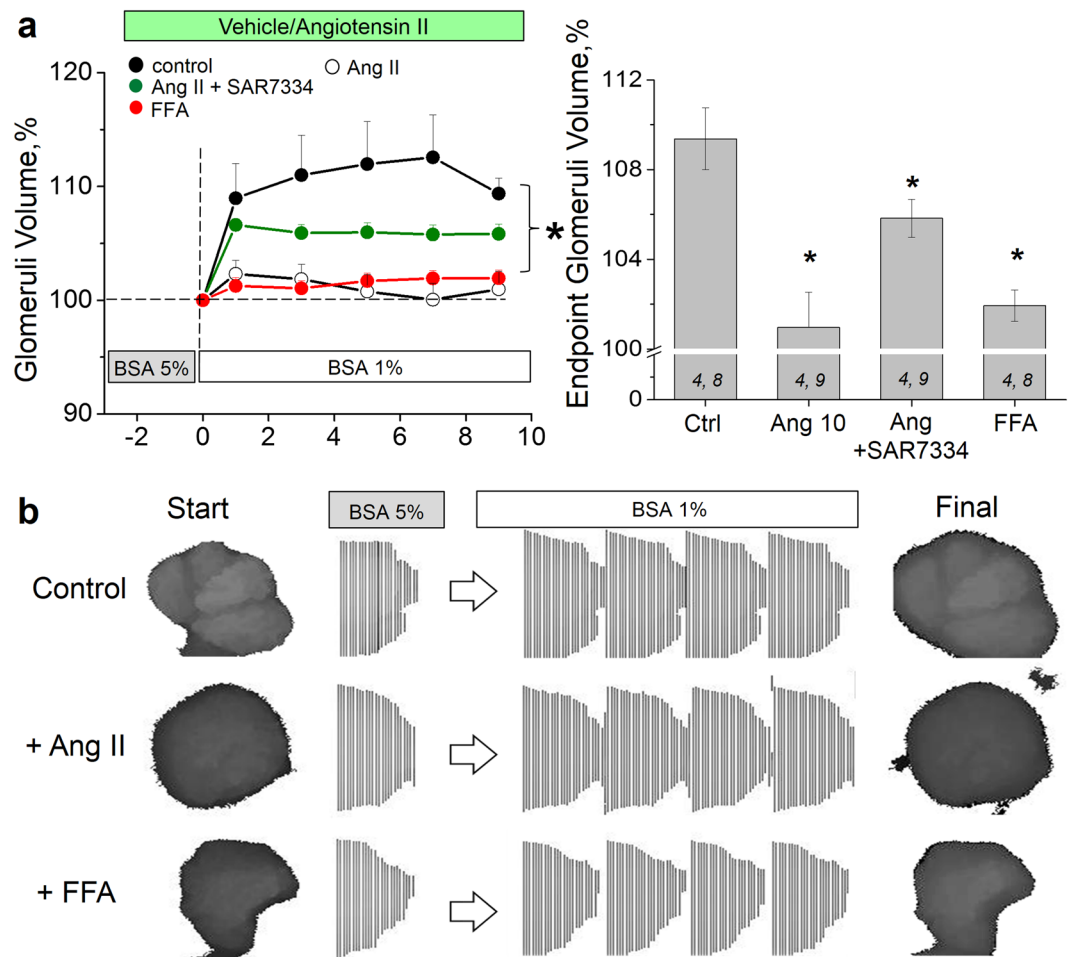 a
Vehicle/Angiotensin II
control
Ang II
Ang II + SAR7334
FFA
Glomeruli Volume,%
120
110
100
90
*
BSA 5%
BSA 1%
-2 0 2 4 6 8 10
Endpoint Glomeruli Volume,%
112
108
104
100
0
* * *
4, 8 4, 9 4, 9 4, 8
Ctrl Ang 10 Ang FFA
+SAR7334
b
Start BSA 5% BSA 1% Final
Control
+ Ang II
+ FFA